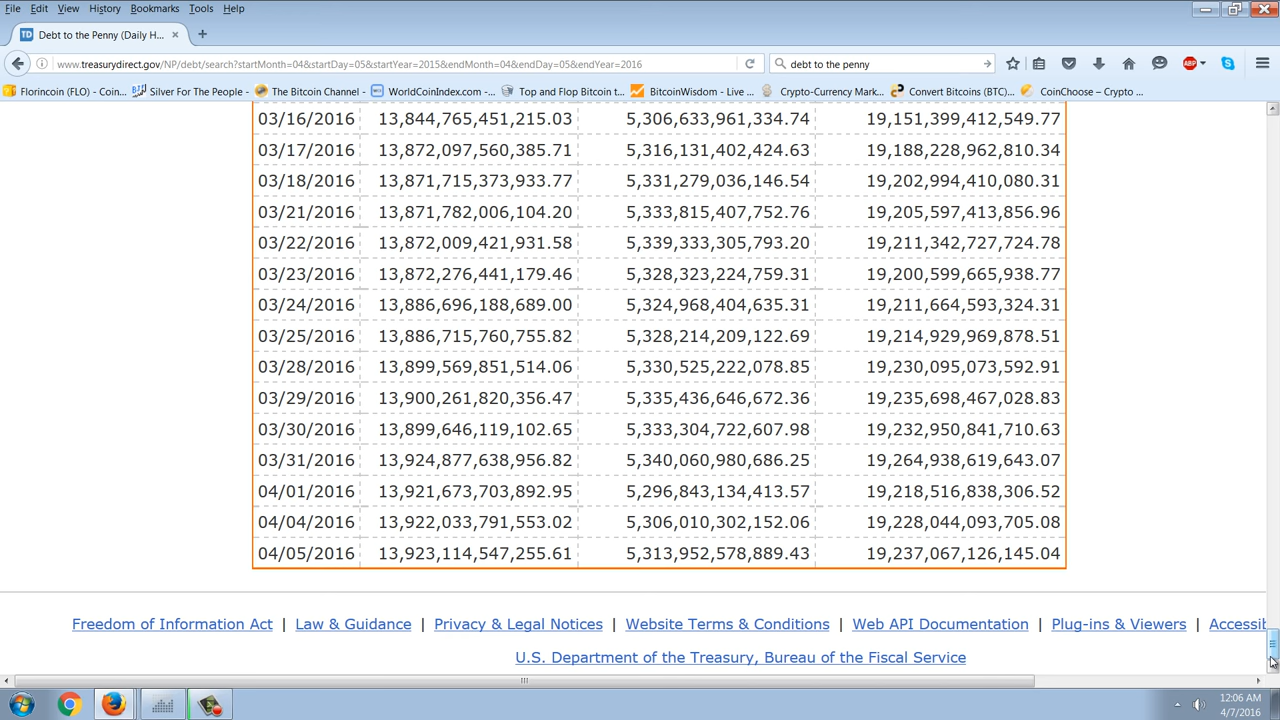 File Edit View History Bookmarks Tools Help
TD Debt to the Penny (Daily H... × +
www.treasurydirect.gov/NP/debt/search?startMonth=04&startDay=05&startYear=2015&endMonth=04&endDay=05&endYear=2016 debt to the penny ABP
Florincoin (FLO) - Coin... Silver For The People - The Bitcoin Channel - WorldCoinIndex.com -... Top and Flop Bitcoin t... BitcoinWisdom - Live ... Crypto-Currency Mark... Convert Bitcoins (BTC)... CoinChoose – Crypto ...
03/16/2016 13,844,765,451,215.03 5,306,633,961,334.74 19,151,399,412,549.77
03/17/2016 13,872,097,560,385.71 5,316,131,402,424.63 19,188,228,962,810.34
03/18/2016 13,871,715,373,933.77 5,331,279,036,146.54 19,202,994,410,080.31
03/21/2016 13,871,782,006,104.20 5,333,815,407,752.76 19,205,597,413,856.96
03/22/2016 13,872,009,421,931.58 5,339,333,305,793.20 19,211,342,727,724.78
03/23/2016 13,872,276,441,179.46 5,328,323,224,759.31 19,200,599,665,938.77
03/24/2016 13,886,696,188,689.00 5,324,968,404,635.31 19,211,664,593,324.31
03/25/2016 13,886,715,760,755.82 5,328,214,209,122.69 19,214,929,969,878.51
03/28/2016 13,899,569,851,514.06 5,330,525,222,078.85 19,230,095,073,592.91
03/29/2016 13,900,261,820,356.47 5,335,436,646,672.36 19,235,698,467,028.83
03/30/2016 13,899,646,119,102.65 5,333,304,722,607.98 19,232,950,841,710.63
03/31/2016 13,924,877,638,956.82 5,340,060,980,686.25 19,264,938,619,643.07
04/01/2016 13,921,673,703,892.95 5,296,843,134,413.57 19,218,516,838,306.52
04/04/2016 13,922,033,791,553.02 5,306,010,302,152.06 19,228,044,093,705.08
04/05/2016 13,923,114,547,255.61 5,313,952,578,889.43 19,237,067,126,145.04
Freedom of Information Act | Law & Guidance | Privacy & Legal Notices | Website Terms & Conditions | Web API Documentation | Plug-ins & Viewers | Accessib
U.S. Department of the Treasury, Bureau of the Fiscal Service
12:06 AM
4/7/2016